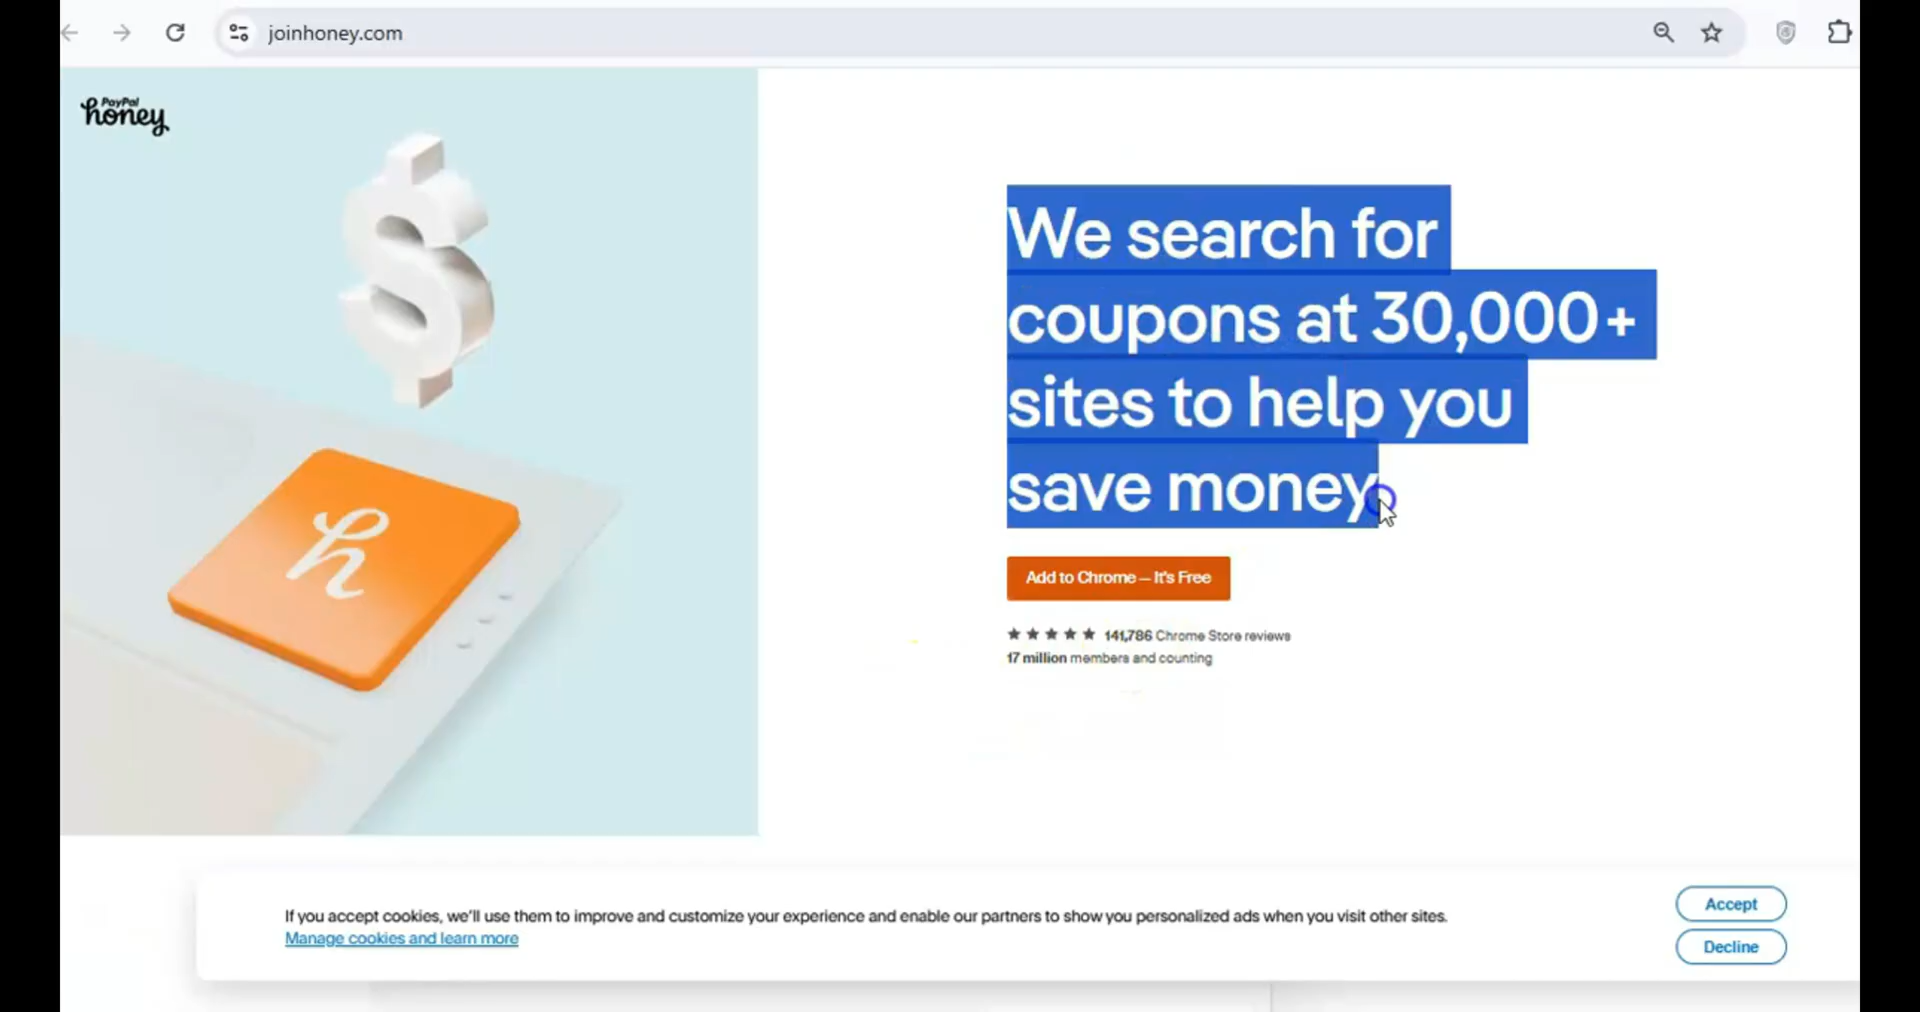 joinhoney.com
PayPal
honey
$
h
We search for
coupons at 30,000+
sites to help you
save money
Add to Chrome – It's Free
★★★★★ 141,786 Chrome Store reviews
17 million members and counting
If you accept cookies, we'll use them to improve and customize your experience and enable our partners to show you personalized ads when you visit other sites.
Manage cookies and learn more
Accept
Decline